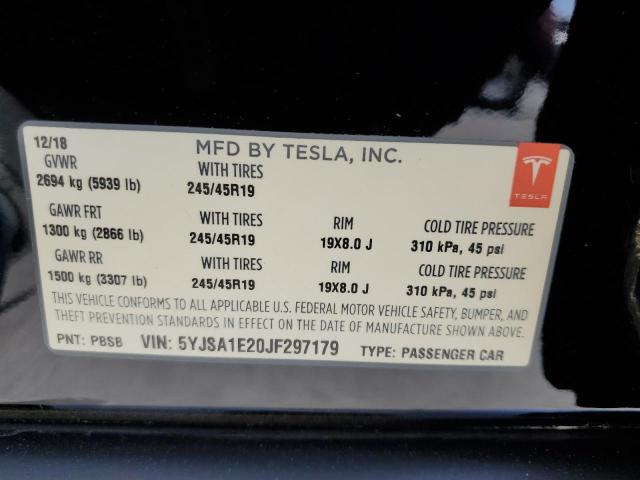 12/18 MFD BY TESLA, INC.
GVWR WITH TIRES
2694 kg (5939 lb) 245/45R19
TESLA
GAWR FRT WITH TIRES RIM COLD TIRE PRESSURE
1300 kg (2866 lb) 245/45R19 19X8.0 J 310 kPa, 45 psi
GAWR RR WITH TIRES RIM COLD TIRE PRESSURE
1500 kg (3307 lb) 245/45R19 19X8.0 J 310 kPa, 45 psi
THIS VEHICLE CONFORMS TO ALL APPLICABLE U.S. FEDERAL MOTOR VEHICLE SAFETY, BUMPER, AND
THEFT PREVENTION STANDARDS IN EFFECT ON THE DATE OF MANUFACTURE SHOWN ABOVE.
PNT: PBSB VIN: 5YJSA1E20JF297179 TYPE: PASSENGER CAR